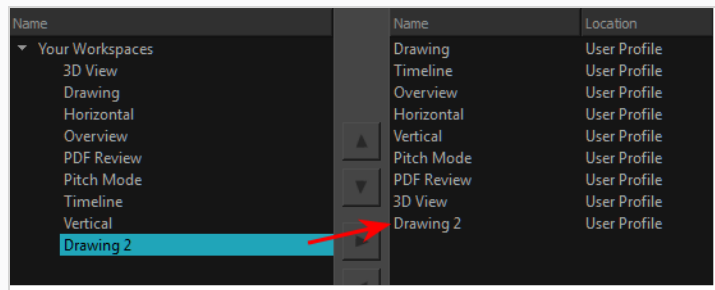 Name
Your Workspaces
3D View
Drawing
Horizontal
Overview
PDF Review
Pitch Mode
Timeline
Vertical
Drawing 2
Name Location
Drawing User Profile
Timeline User Profile
Overview User Profile
Horizontal User Profile
Vertical User Profile
Pitch Mode User Profile
PDF Review User Profile
3D View User Profile
Drawing 2 User Profile